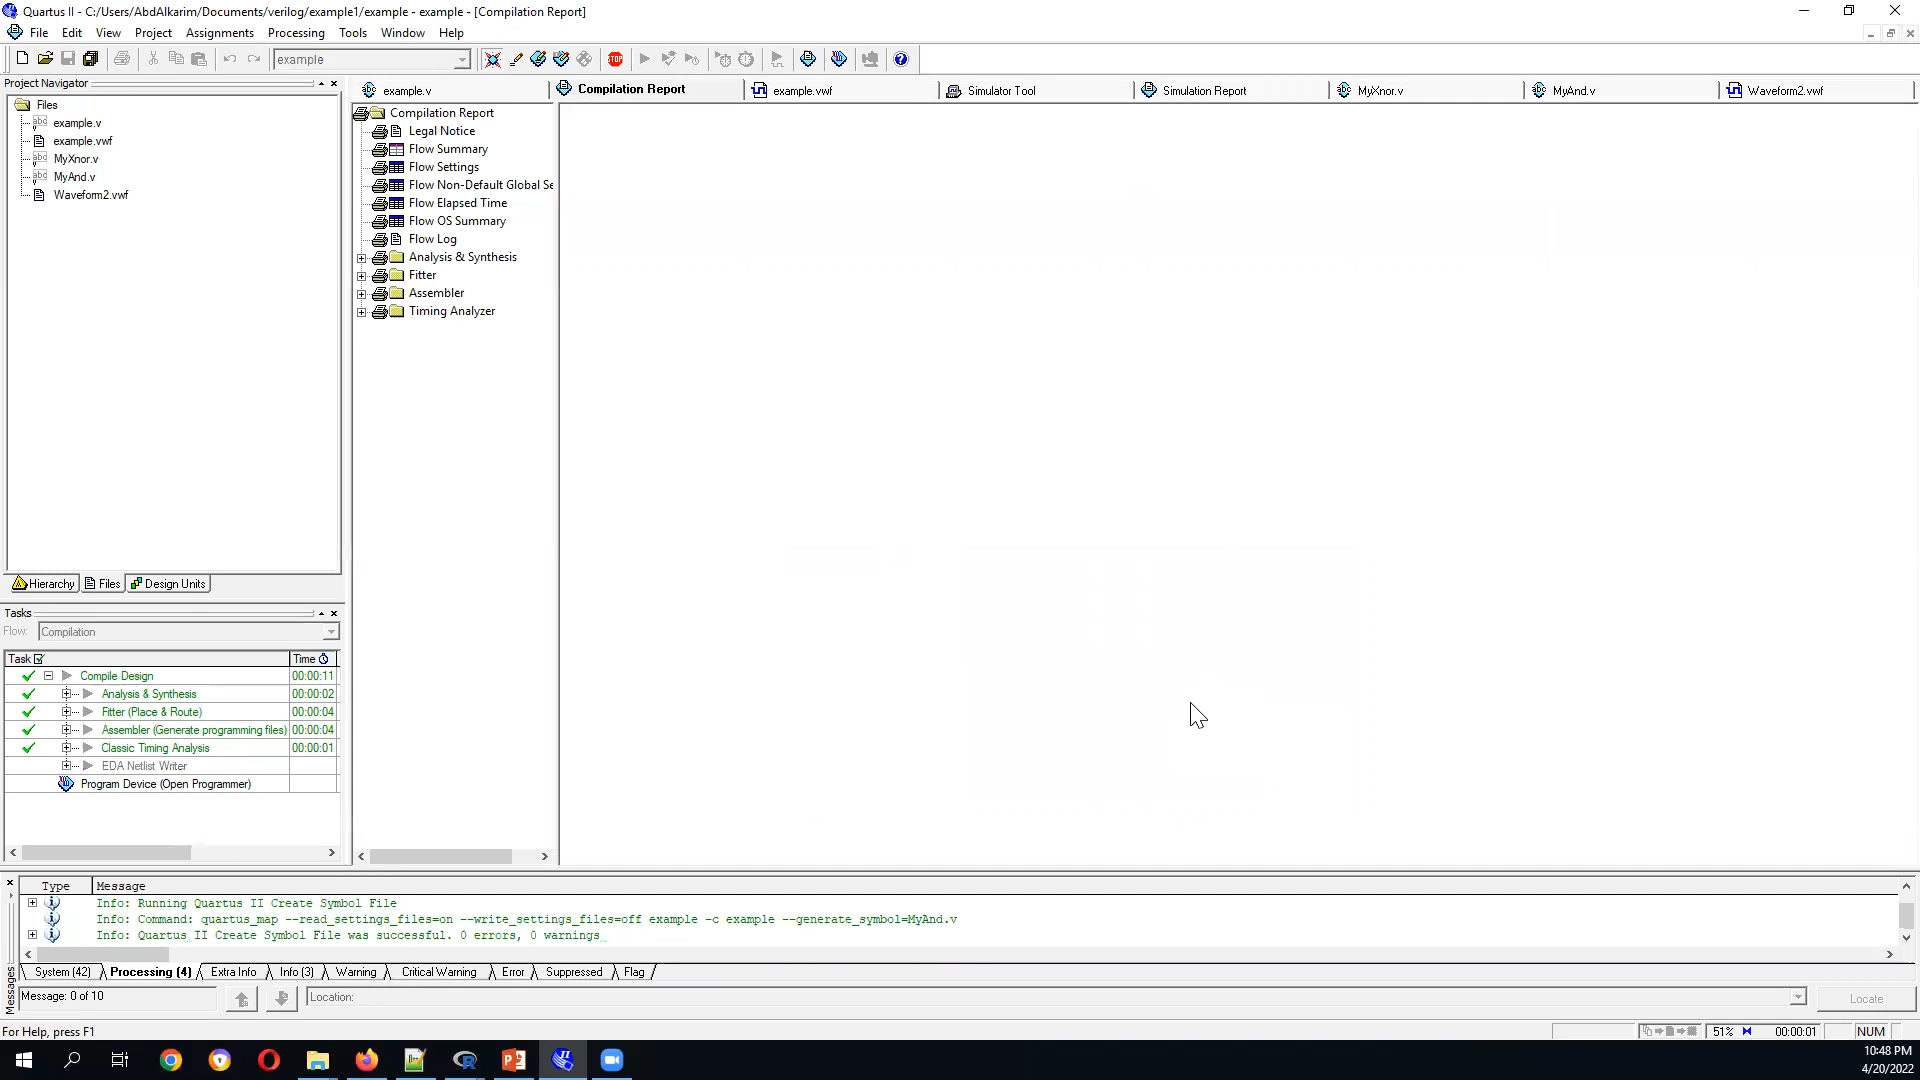 Quartus II - C:/Users/AbdAlkarim/Documents/verilog/example1/example - example - [Compilation Report]
File Edit View Project Assignments Processing Tools Window Help
example
STOP
Project Navigator
Files
example.v
example.vwf
MyXnor.v
MyAnd.v
Waveform2.vwf
Hierarchy Files Design Units
example.v Compilation Report example.vwf Simulator Tool Simulation Report MyXnor.v MyAnd.v Waveform2.vwf
Compilation Report
Legal Notice
Flow Summary
Flow Settings
Flow Non-Default Global Se
Flow Elapsed Time
Flow OS Summary
Flow Log
Analysis & Synthesis
Fitter
Assembler
Timing Analyzer
Tasks
Flow: Compilation
Task Time
Compile Design 00:00:11
Analysis & Synthesis 00:00:02
Fitter (Place & Route) 00:00:04
Assembler (Generate programming files) 00:00:04
Classic Timing Analysis 00:00:01
EDA Netlist Writer
Program Device (Open Programmer)
Type Message
Info: Running Quartus II Create Symbol File
Info: Command: quartus_map --read_settings_files=on --write_settings_files=off example -c example --generate_symbol=MyAnd.v
Info: Quartus II Create Symbol File was successful. 0 errors, 0 warnings
System (42) Processing (4) Extra Info Info (3) Warning Critical Warning Error Suppressed Flag
Messages
Message: 0 of 10 Location: Locate
For Help, press F1 51% 00:00:01 NUM
10:48 PM
4/20/2022